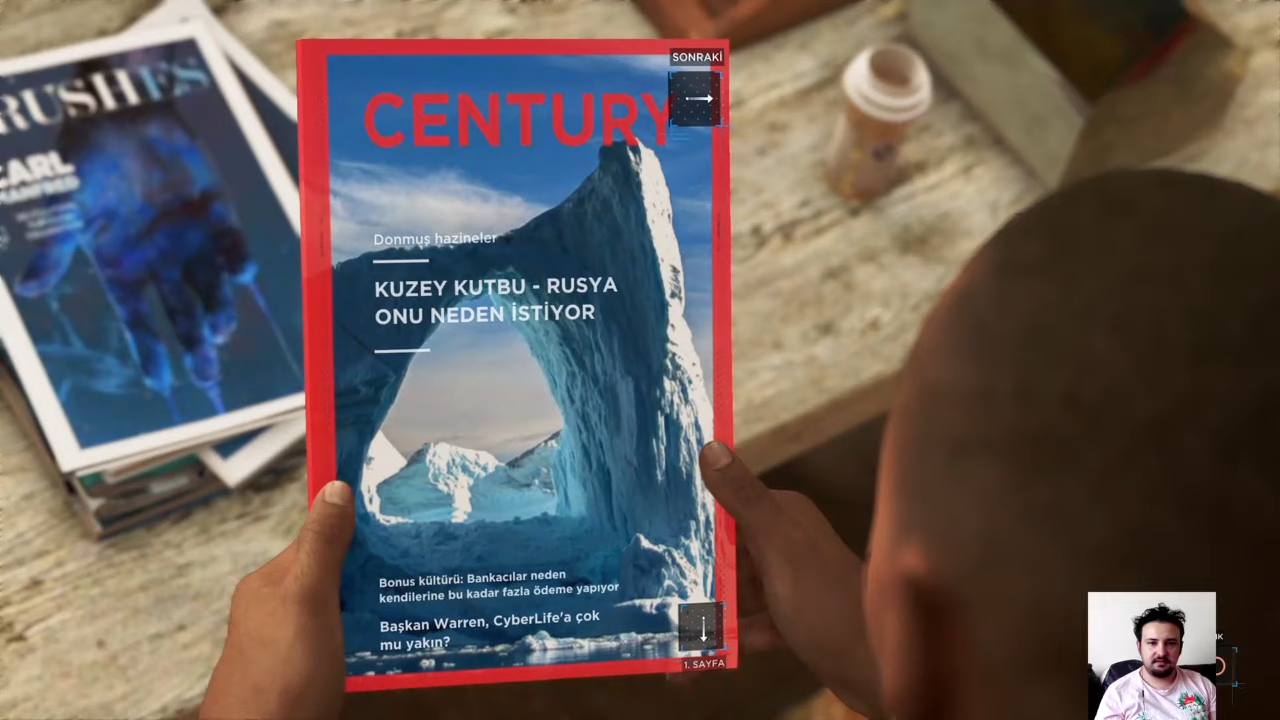 RUSHES
CARL
SONRAKİ
CENTURY
Donmuş hazineler
KUZEY KUTBU - RUSYA
ONU NEDEN İSTİYOR
Bonus kültürü: Bankacılar neden
kendilerine bu kadar fazla ödeme yapıyor
Başkan Warren, CyberLife'a çok
mu yakın?
1. SAYFA